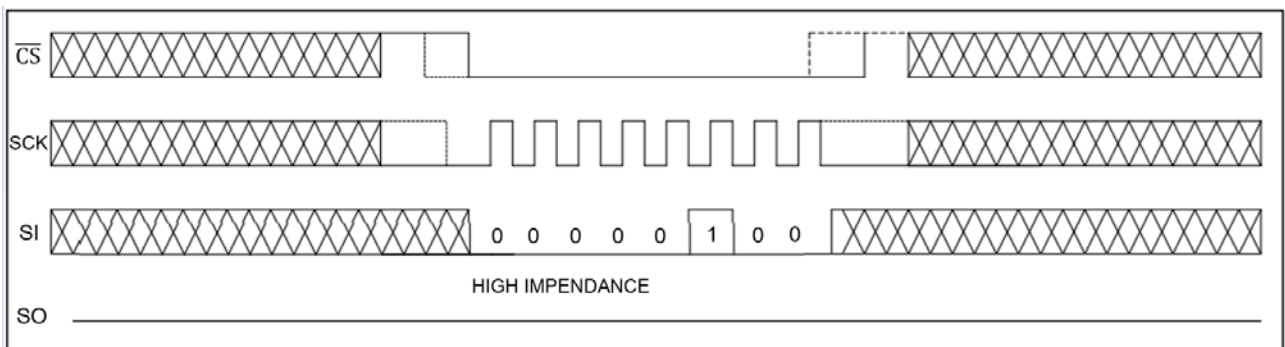 CS
SCK
SI 0 0 0 0 0 1 0 0
HIGH IMPENDANCE
SO